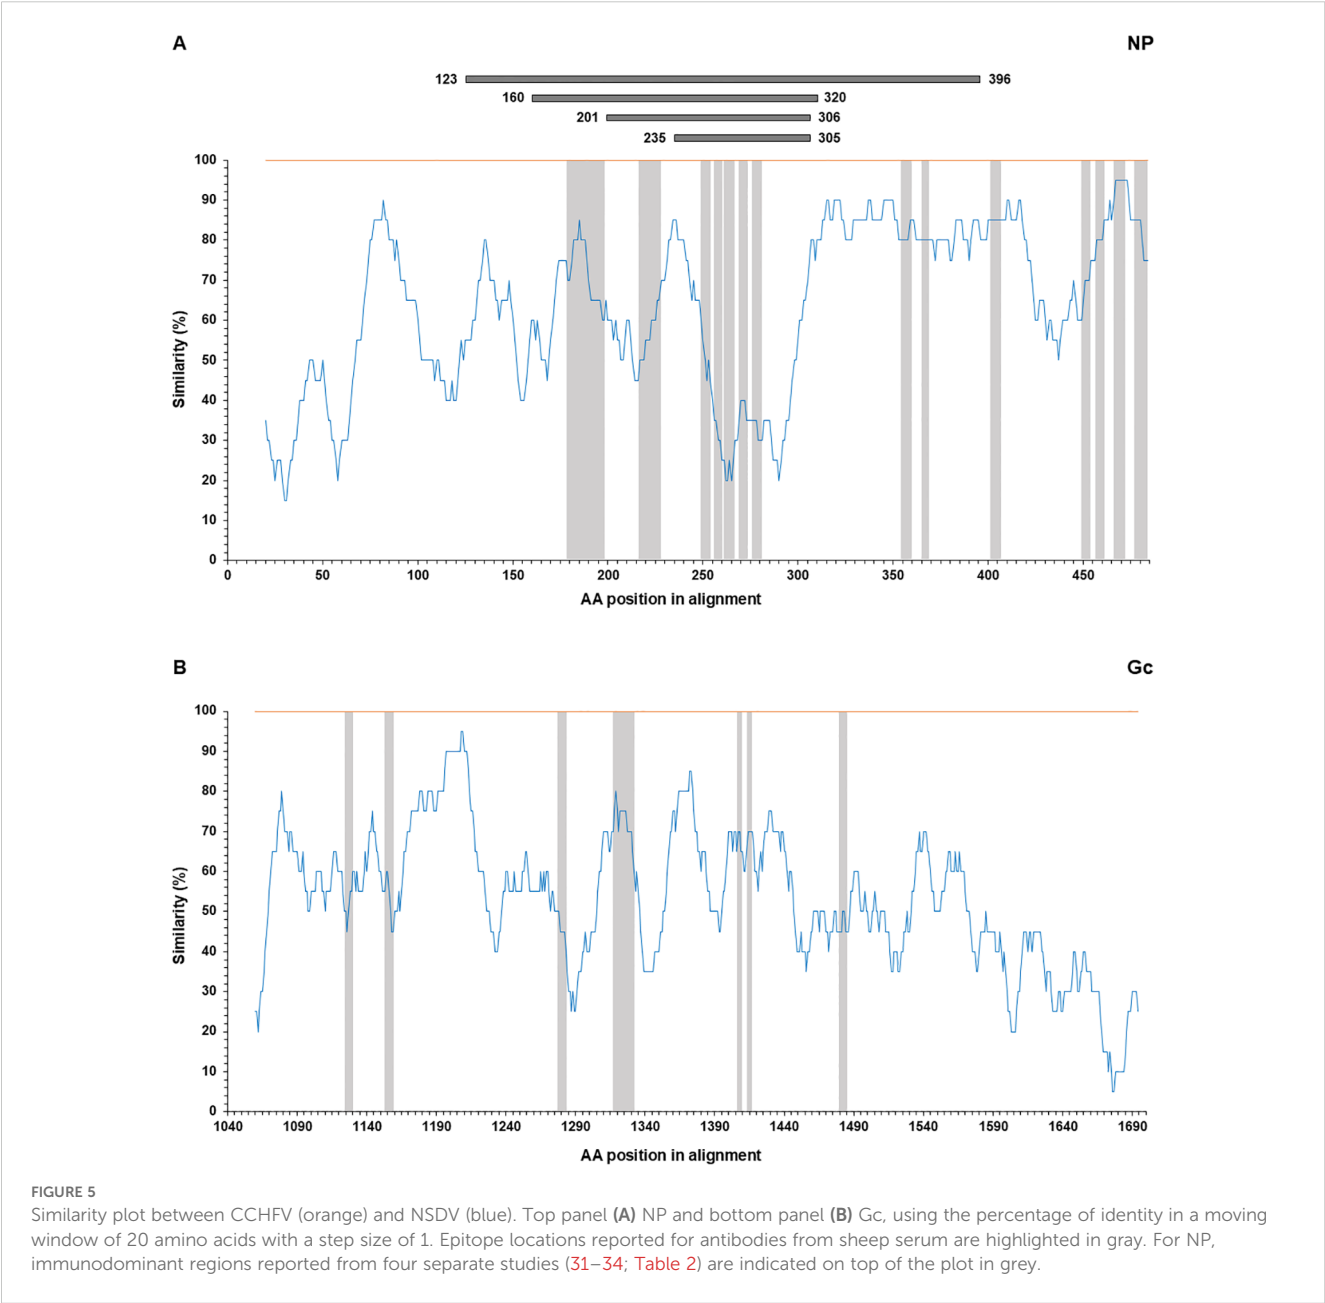 A
NP
123 396
160 320
201 306
235 305
100
90
80
70
60
50
40
30
20
10
0
Similarity (%)
0 50 100 150 200 250 300 350 400 450
AA position in alignment
B
Gc
100
90
80
70
60
50
40
30
20
10
0
Similarity (%)
1040 1090 1140 1190 1240 1290 1340 1390 1440 1490 1540 1590 1640 1690
AA position in alignment
FIGURE 5
Similarity plot between CCHFV (orange) and NSDV (blue). Top panel (A) NP and bottom panel (B) Gc, using the percentage of identity in a moving
window of 20 amino acids with a step size of 1. Epitope locations reported for antibodies from sheep serum are highlighted in gray. For NP,
immunodominant regions reported from four separate studies (31–34; Table 2) are indicated on top of the plot in grey.